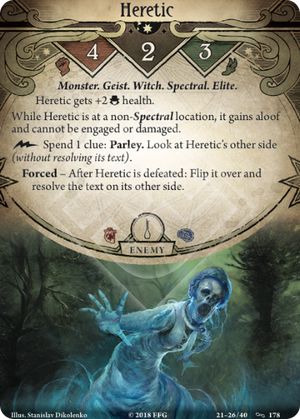 Heretic
4 2 3
Monster. Geist. Witch. Spectral. Elite.
Heretic gets +2 health.
While Heretic is at a non-Spectral location, it gains aloof
and cannot be engaged or damaged.
Spend 1 clue: Parley. Look at Heretic's other side
(without resolving its text).
Forced – After Heretic is defeated: Flip it over and
resolve the text on its other side.
ENEMY
Illus. Stanislav Dikolenko © 2018 FFG 21-26/40 178